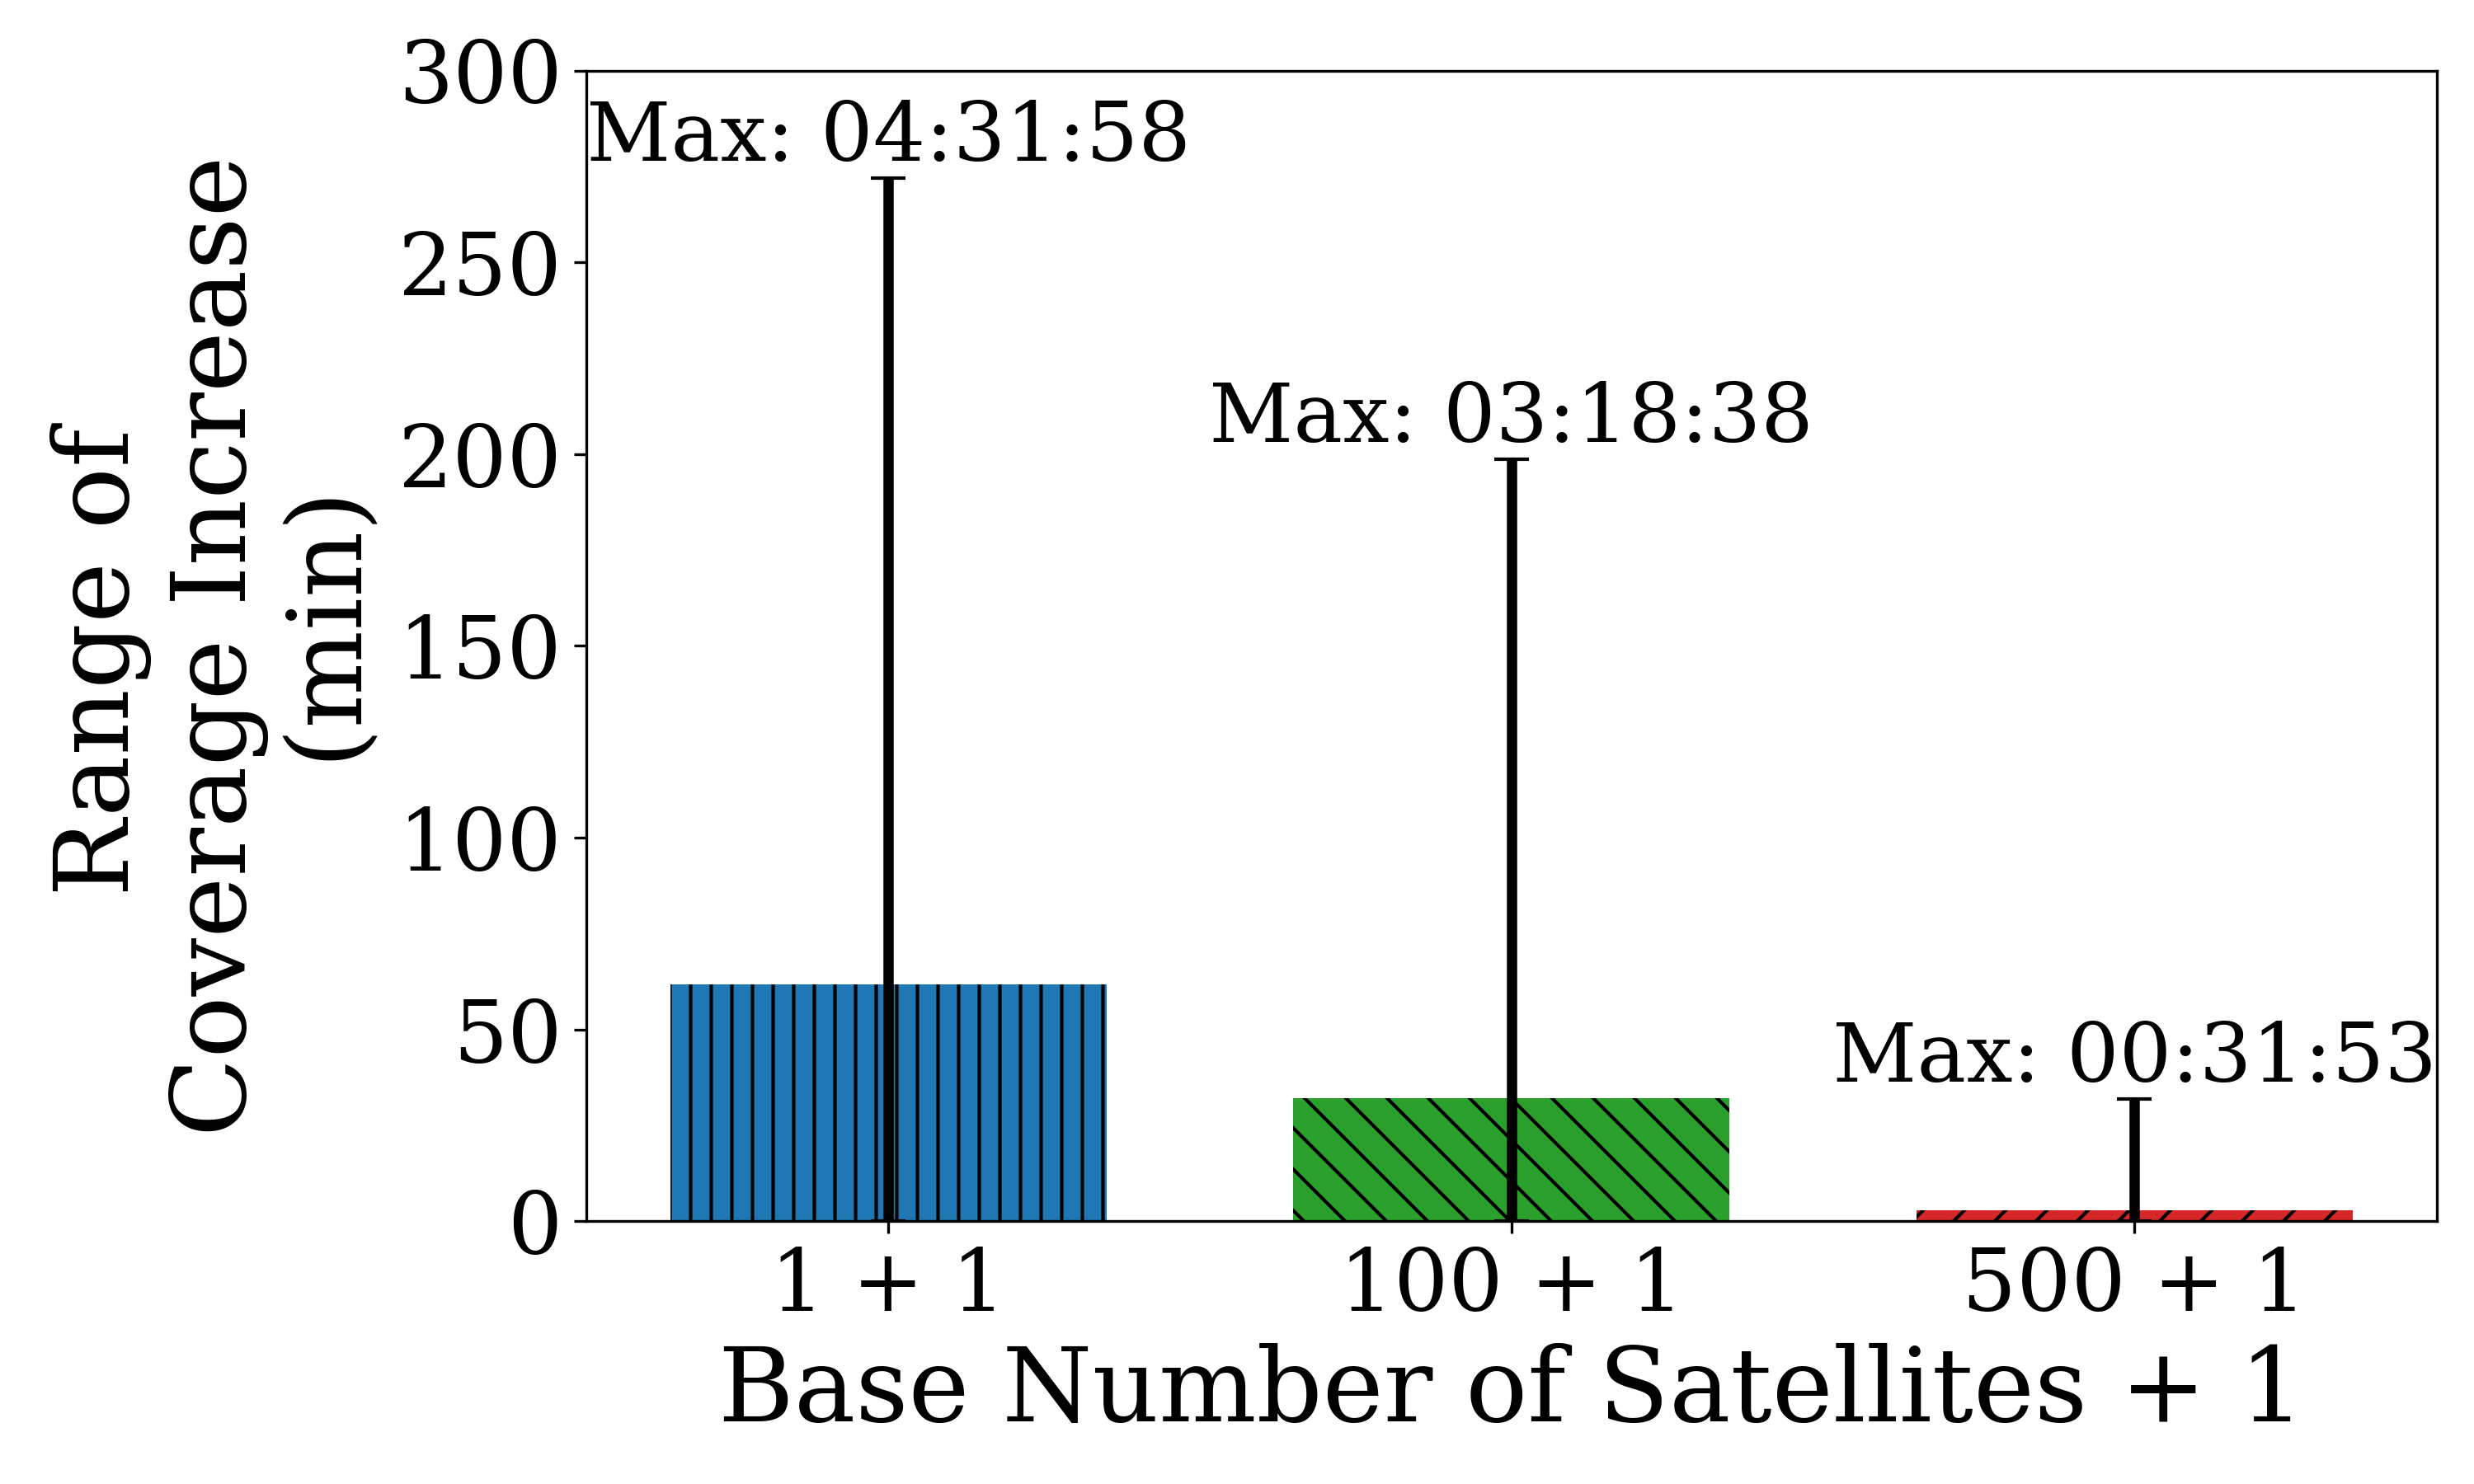 Range of
Coverage Increase
(min)
300
250
200
150
100
50
0
Max: 04:31:58
Max: 03:18:38
Max: 00:31:53
1 + 1
100 + 1
500 + 1
Base Number of Satellites + 1